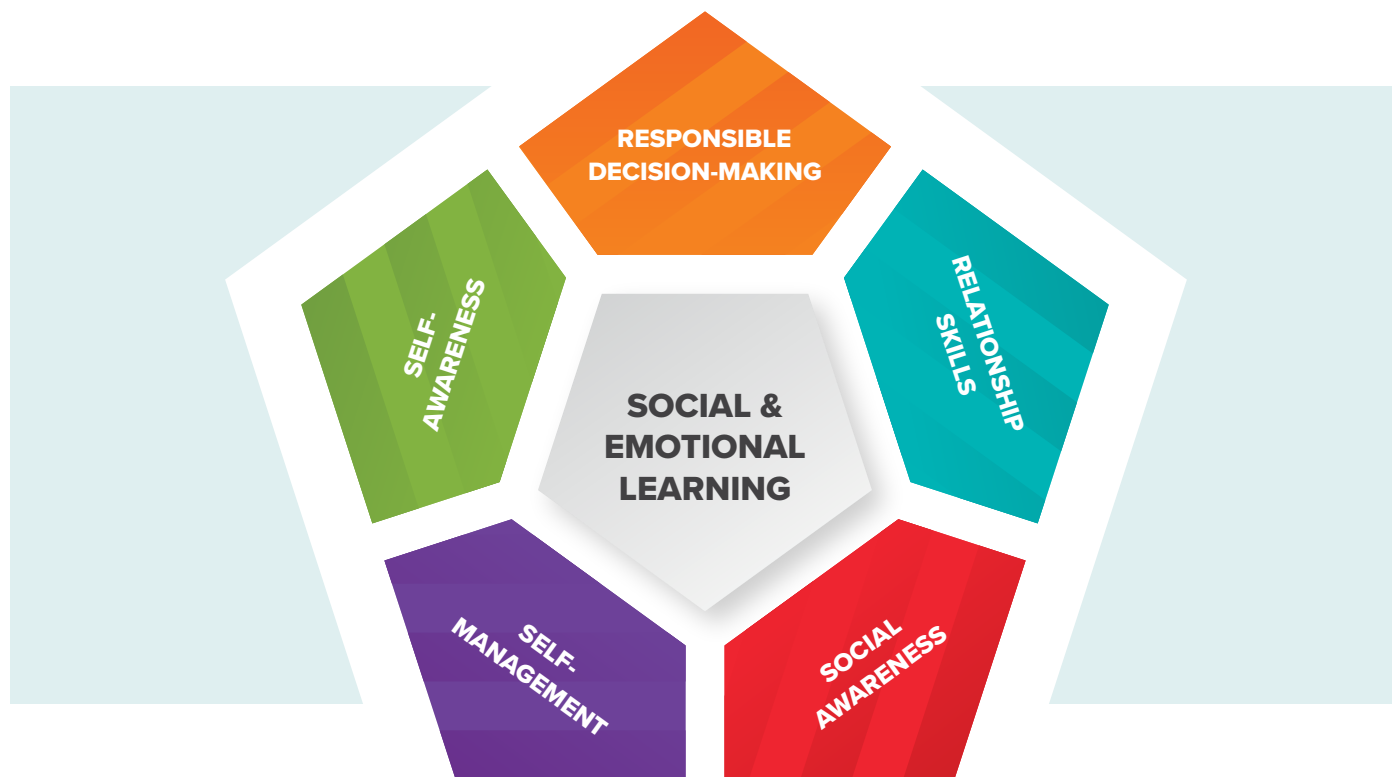 RESPONSIBLE
DECISION-MAKING
SELF-
AWARENESS
RELATIONSHIP
SKILLS
SOCIAL &
EMOTIONAL
LEARNING
SELF-
MANAGEMENT
SOCIAL
AWARENESS